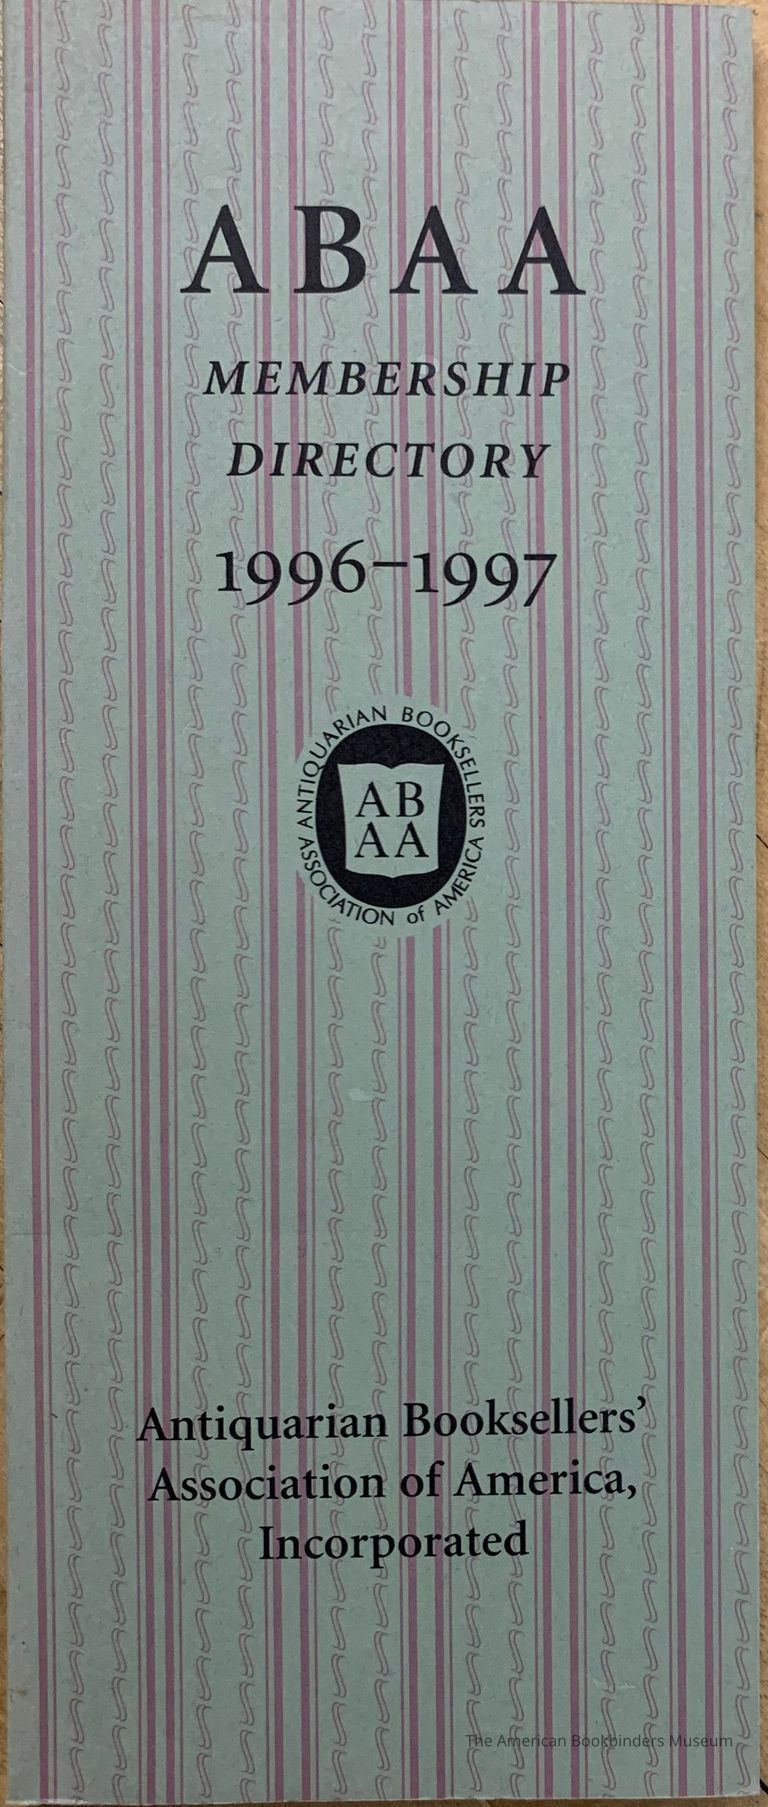 ABAA
MEMBERSHIP
DIRECTORY
1996–1997
ANTIQUARIAN BOOKSELLERS
ASSOCIATION of AMERICA
AB
AA
Antiquarian Booksellers’
Association of America,
Incorporated
The American Bookbinders Museum